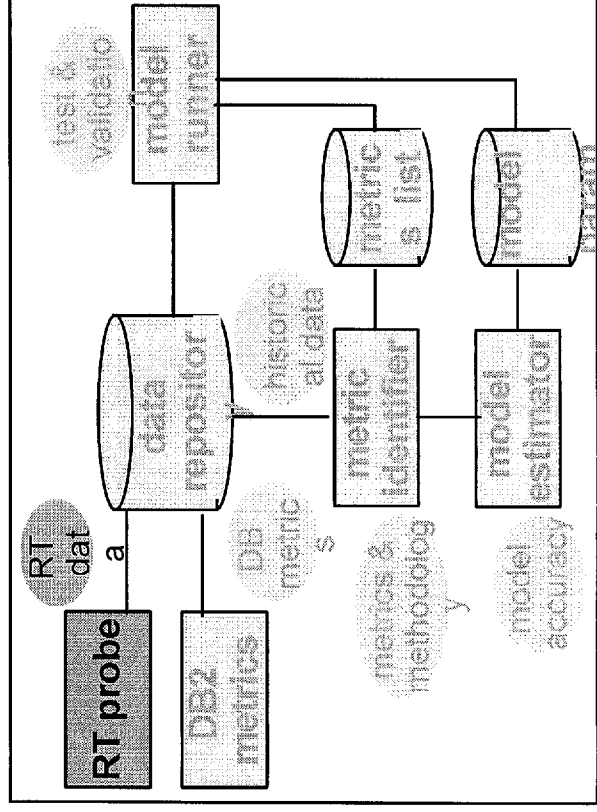 RT
dat
a
test &
validatio
RT probe
data
repositor
y
model
runner
DB2
metrics
DB
metric
s
historic
al data
metrics &
methodolog
y
metric
identifier
metric
s list
model
accuracy
model
estimator
model
param